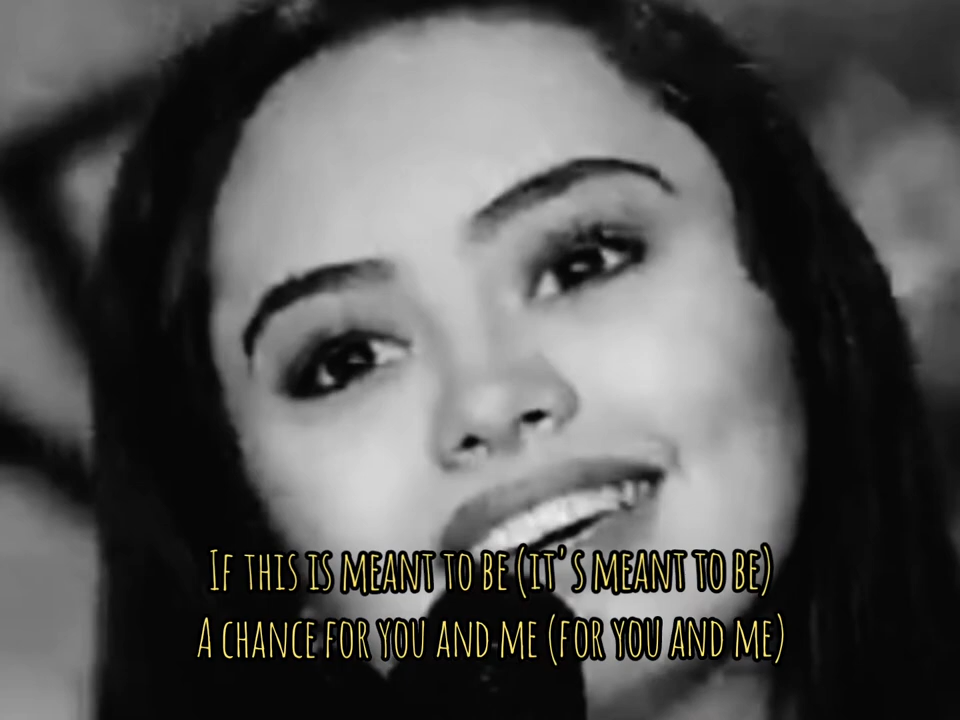 If this is meant to be (it's meant to be)
A chance for you and me (for you and me)